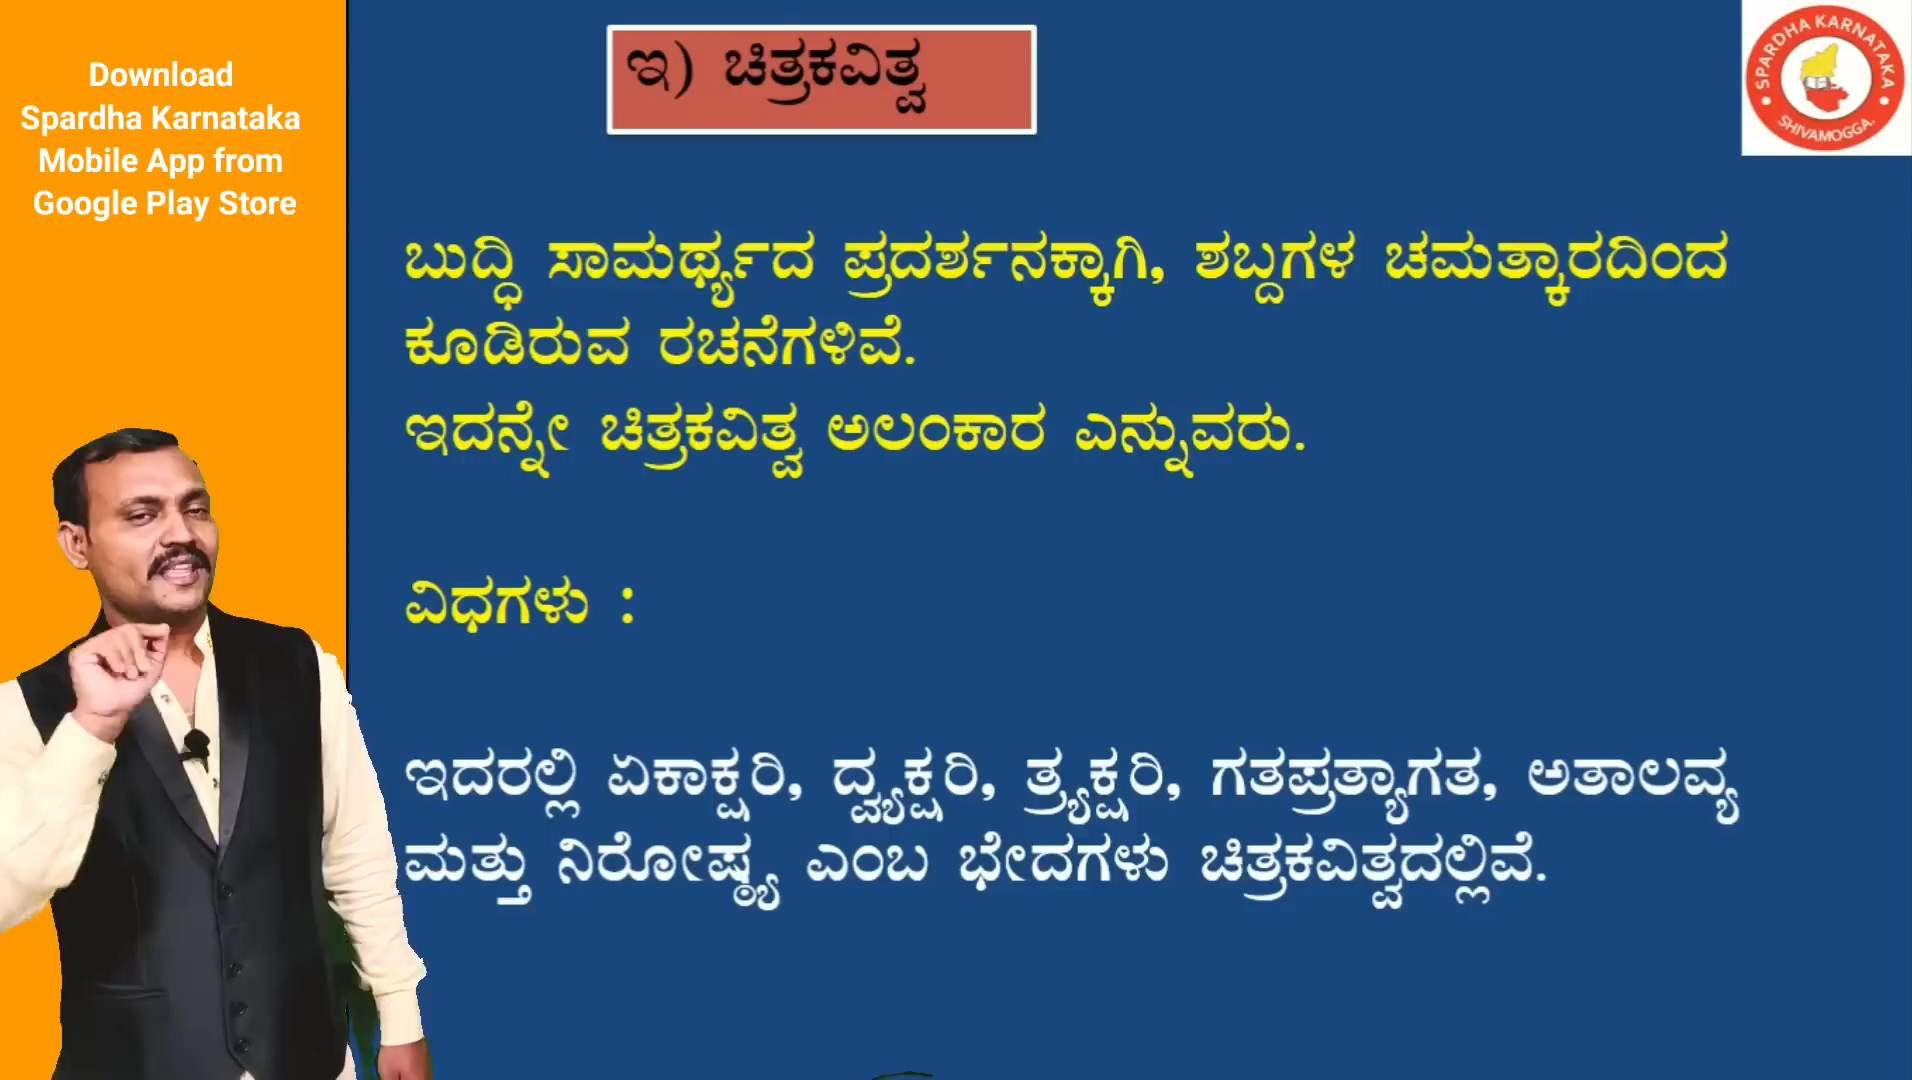 Download
Spardha Karnataka
Mobile App from
Google Play Store
ಇ) ಚಿತ್ರಕವಿತ್ವ
SPARDHA KARNATAKA
SHIVAMOGGA.
ಬುದ್ಧಿ ಸಾಮರ್ಥ್ಯದ ಪ್ರದರ್ಶನಕ್ಕಾಗಿ, ಶಬ್ದಗಳ ಚಮತ್ಕಾರದಿಂದ
ಕೂಡಿರುವ ರಚನೆಗಳಿವೆ.
ಇದನ್ನೇ ಚಿತ್ರಕವಿತ್ವ ಅಲಂಕಾರ ಎನ್ನುವರು.
ವಿಧಗಳು :
ಇದರಲ್ಲಿ ಏಕಾಕ್ಷರಿ, ದ್ವ್ಯಕ್ಷರಿ, ತ್ರ್ಯಕ್ಷರಿ, ಗತಪ್ರತ್ಯಾಗತ, ಅತಾಲವ್ಯ
ಮತ್ತು ನಿರೋಷ್ಠ್ಯ ಎಂಬ ಭೇದಗಳು ಚಿತ್ರಕವಿತ್ವದಲ್ಲಿವೆ.